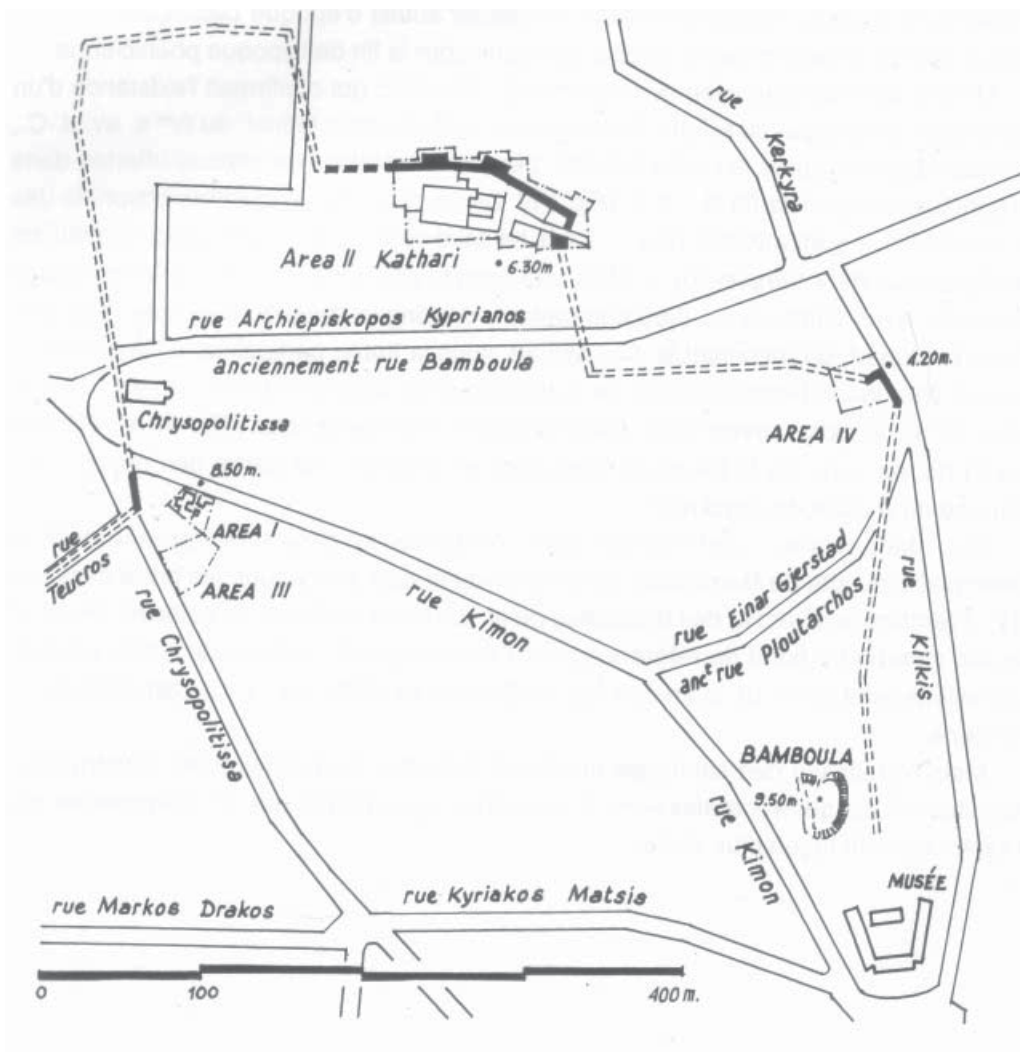 rue
Kerkyra
Area II Kathari
6.30m
rue Archiepiskopos Kyprianos
anciennement rue Bamboula
4.20m.
Chrysopolitissa
AREA IV
8.50m.
AREA I
rue
Teucros
AREA III
rue Kimon
rue Einar Gjerstad
anct rue Ploutarchos
rue
Kilkis
rue Chrysopolitissa
BAMBOULA
9.50m
rue Kimon
MUSÉE
rue Markos Drakos
rue Kyriakos Matsia
0
100
400 m.